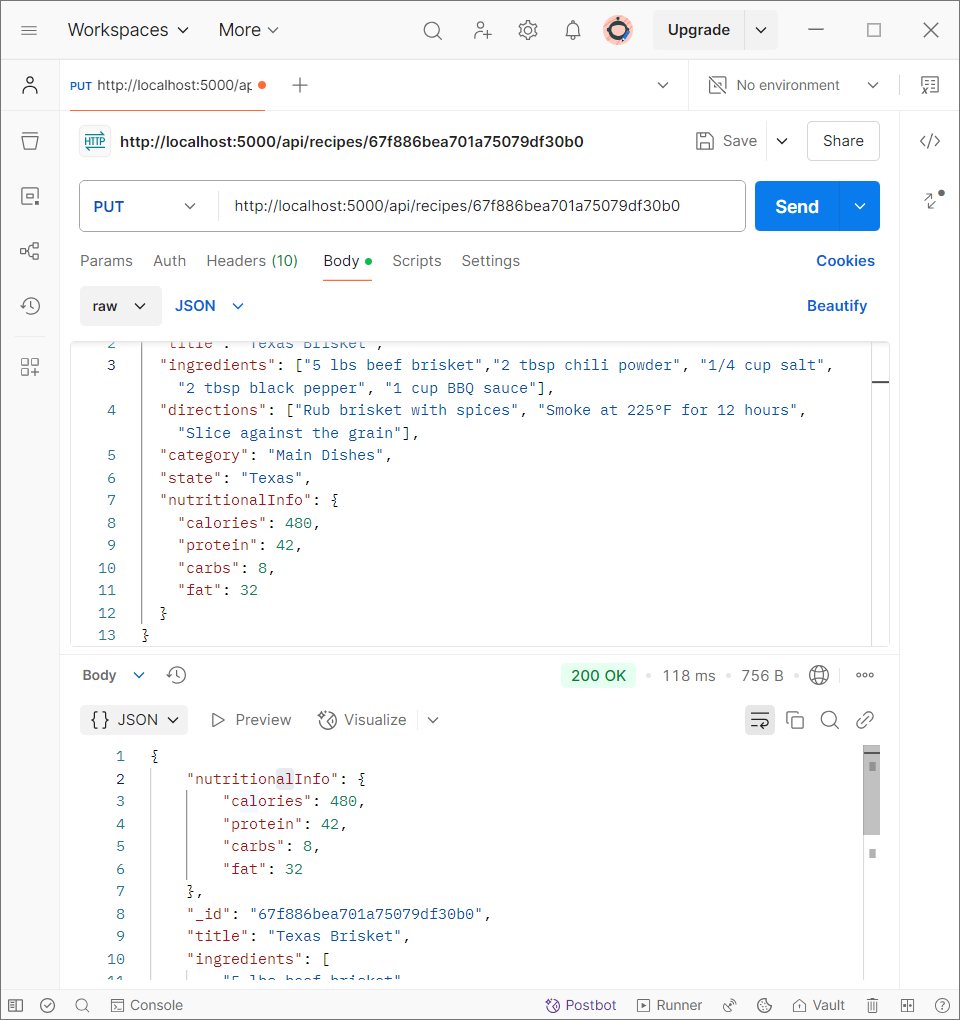 Workspaces More Upgrade
PUT http://localhost:5000/ap No environment
HTTP http://localhost:5000/api/recipes/67f886bea701a75079df30b0 Save Share
PUT http://localhost:5000/api/recipes/67f886bea701a75079df30b0 Send
Params Auth Headers (10) Body Scripts Settings Cookies
raw JSON Beautify
2 "title": "Texas Brisket",
3 "ingredients": ["5 lbs beef brisket","2 tbsp chili powder", "1/4 cup salt",
"2 tbsp black pepper", "1 cup BBQ sauce"],
4 "directions": ["Rub brisket with spices", "Smoke at 225°F for 12 hours",
"Slice against the grain"],
5 "category": "Main Dishes",
6 "state": "Texas",
7 "nutritionalInfo": {
8 "calories": 480,
9 "protein": 42,
10 "carbs": 8,
11 "fat": 32
12 }
13 }
Body 200 OK 118 ms 756 B
{} JSON Preview Visualize
1 {
2 "nutritionalInfo": {
3 "calories": 480,
4 "protein": 42,
5 "carbs": 8,
6 "fat": 32
7 },
8 "_id": "67f886bea701a75079df30b0",
9 "title": "Texas Brisket",
10 "ingredients": [
11 "5 lbs beef brisket",
Console Postbot Runner Vault